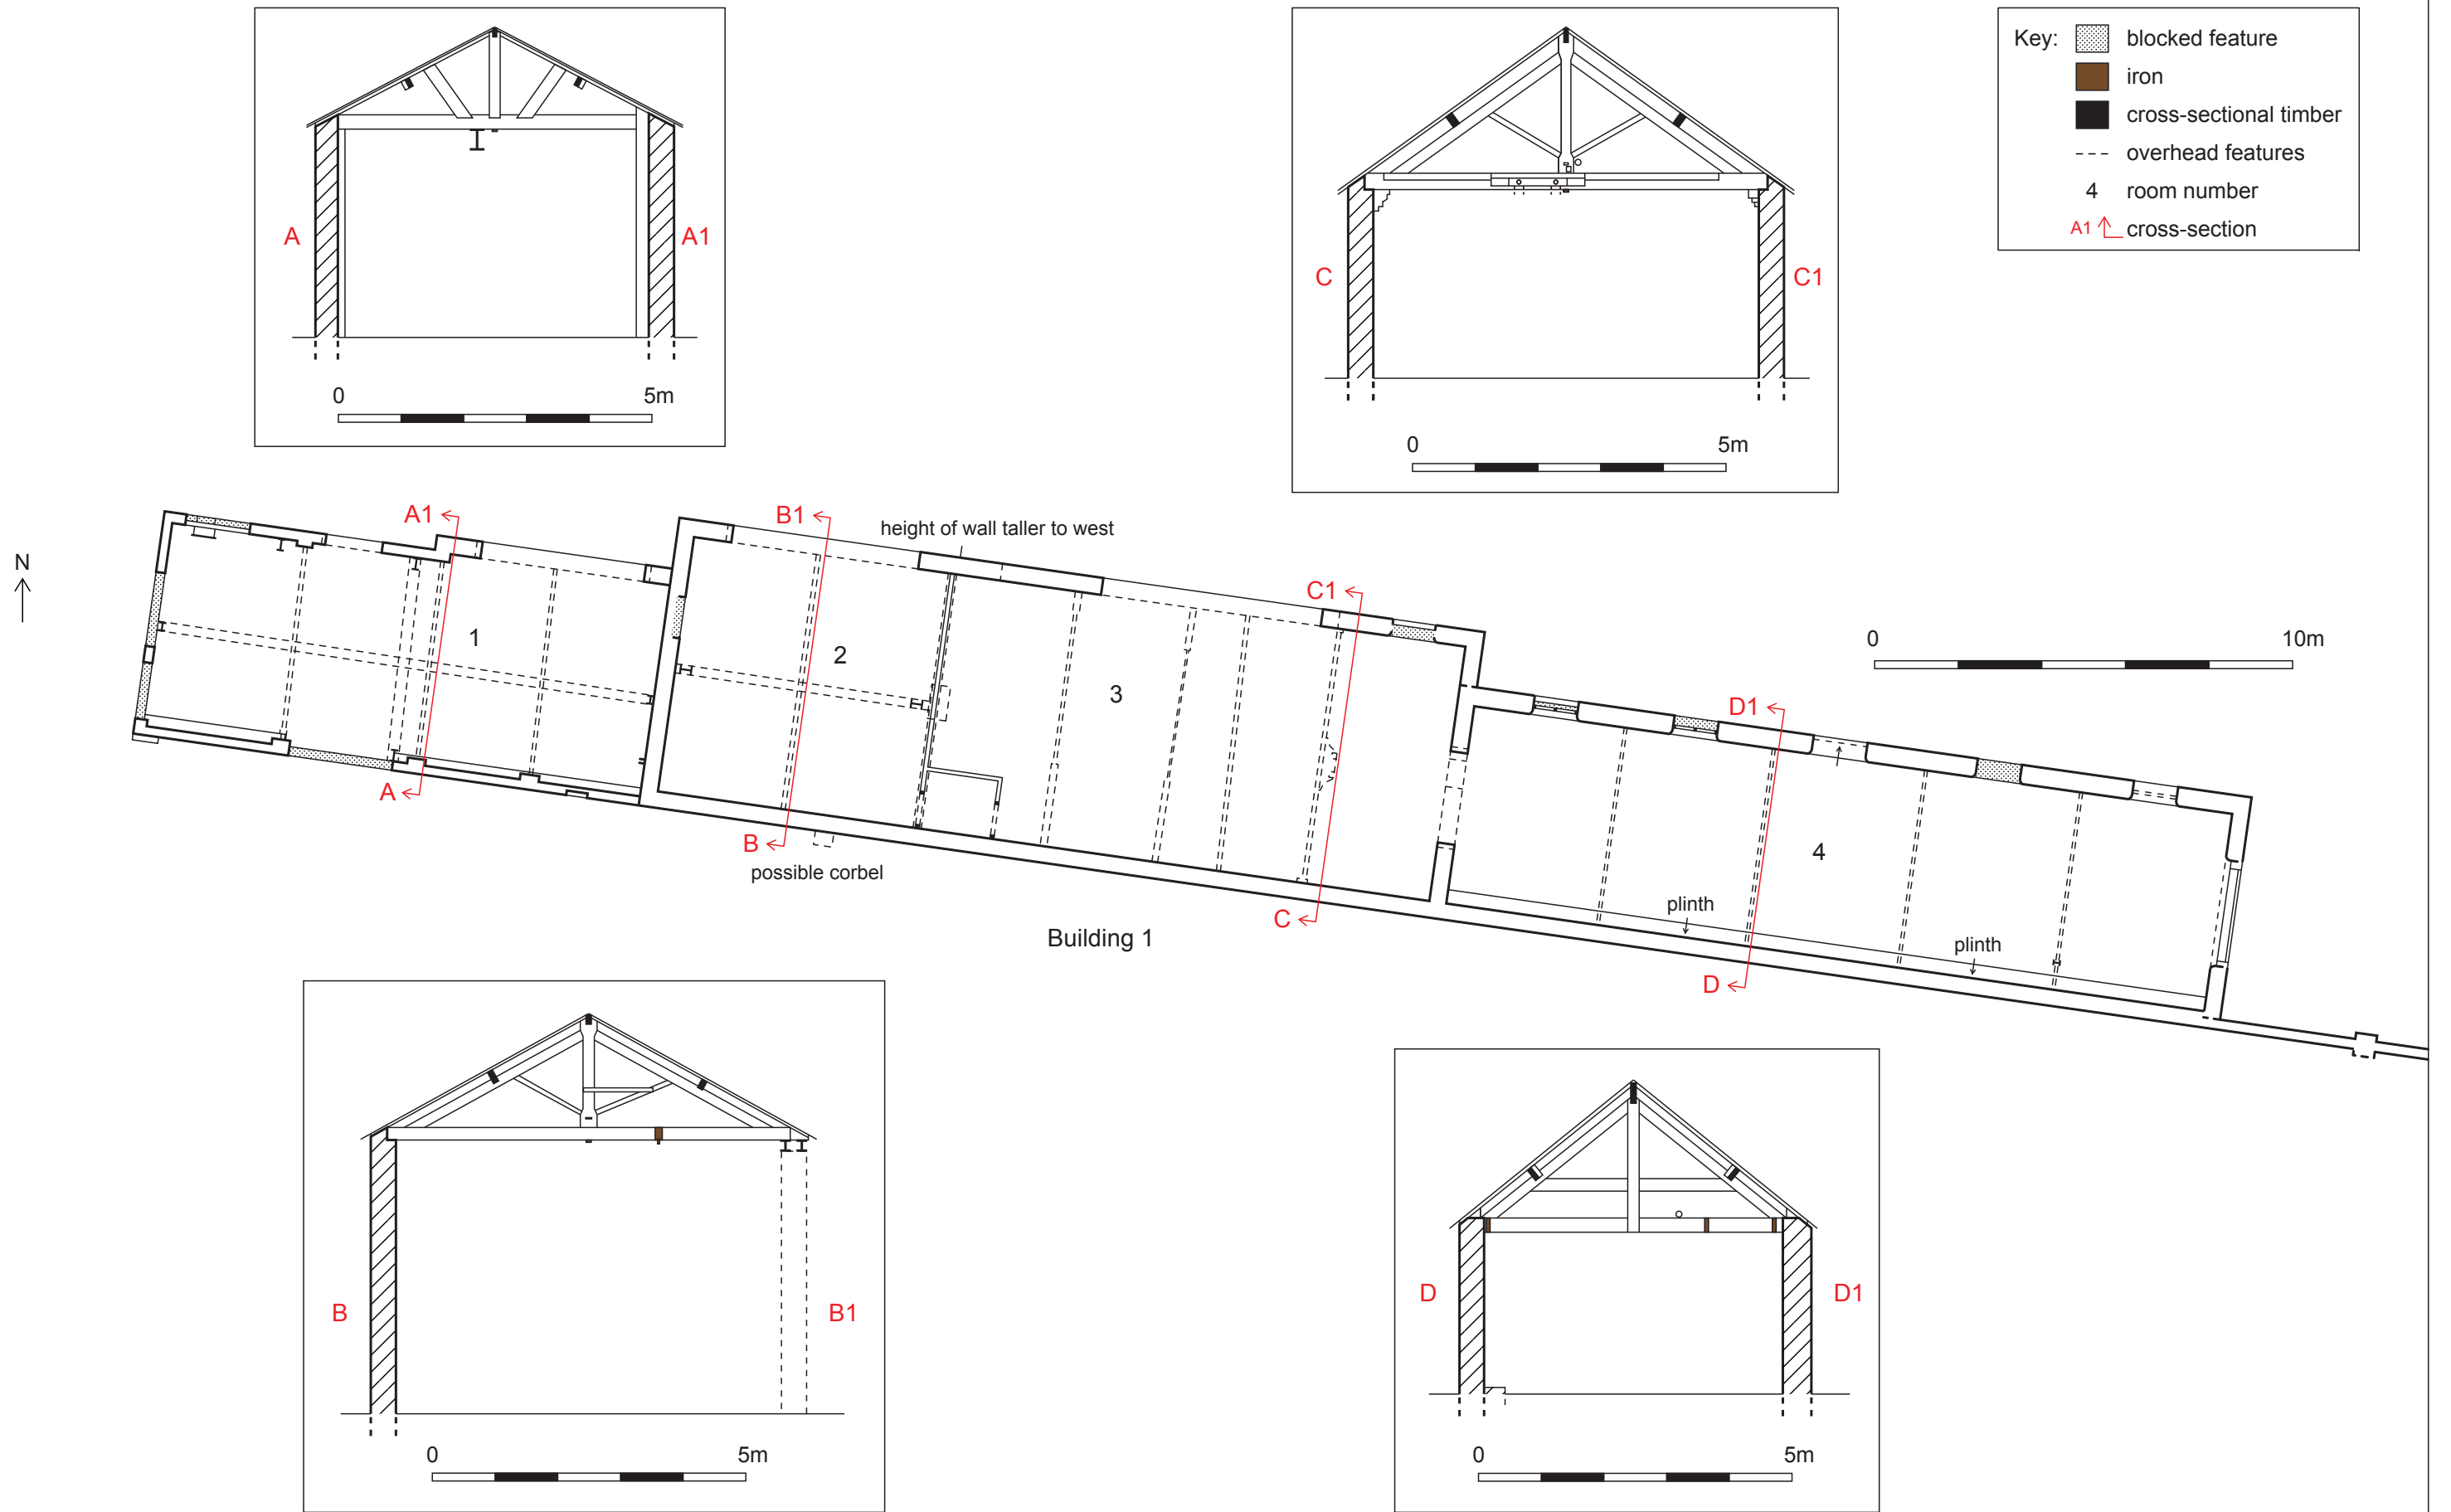 Key:
blocked feature
iron
cross-sectional timber
overhead features
4 room number
A1 cross-section
A A1
0 5m
C C1
0 5m
N
A1
B1
height of wall taller to west
C1
0 10m
1
2
3
D1
4
A
B
possible corbel
C
plinth
plinth
D
Building 1
B B1
0 5m
D D1
0 5m